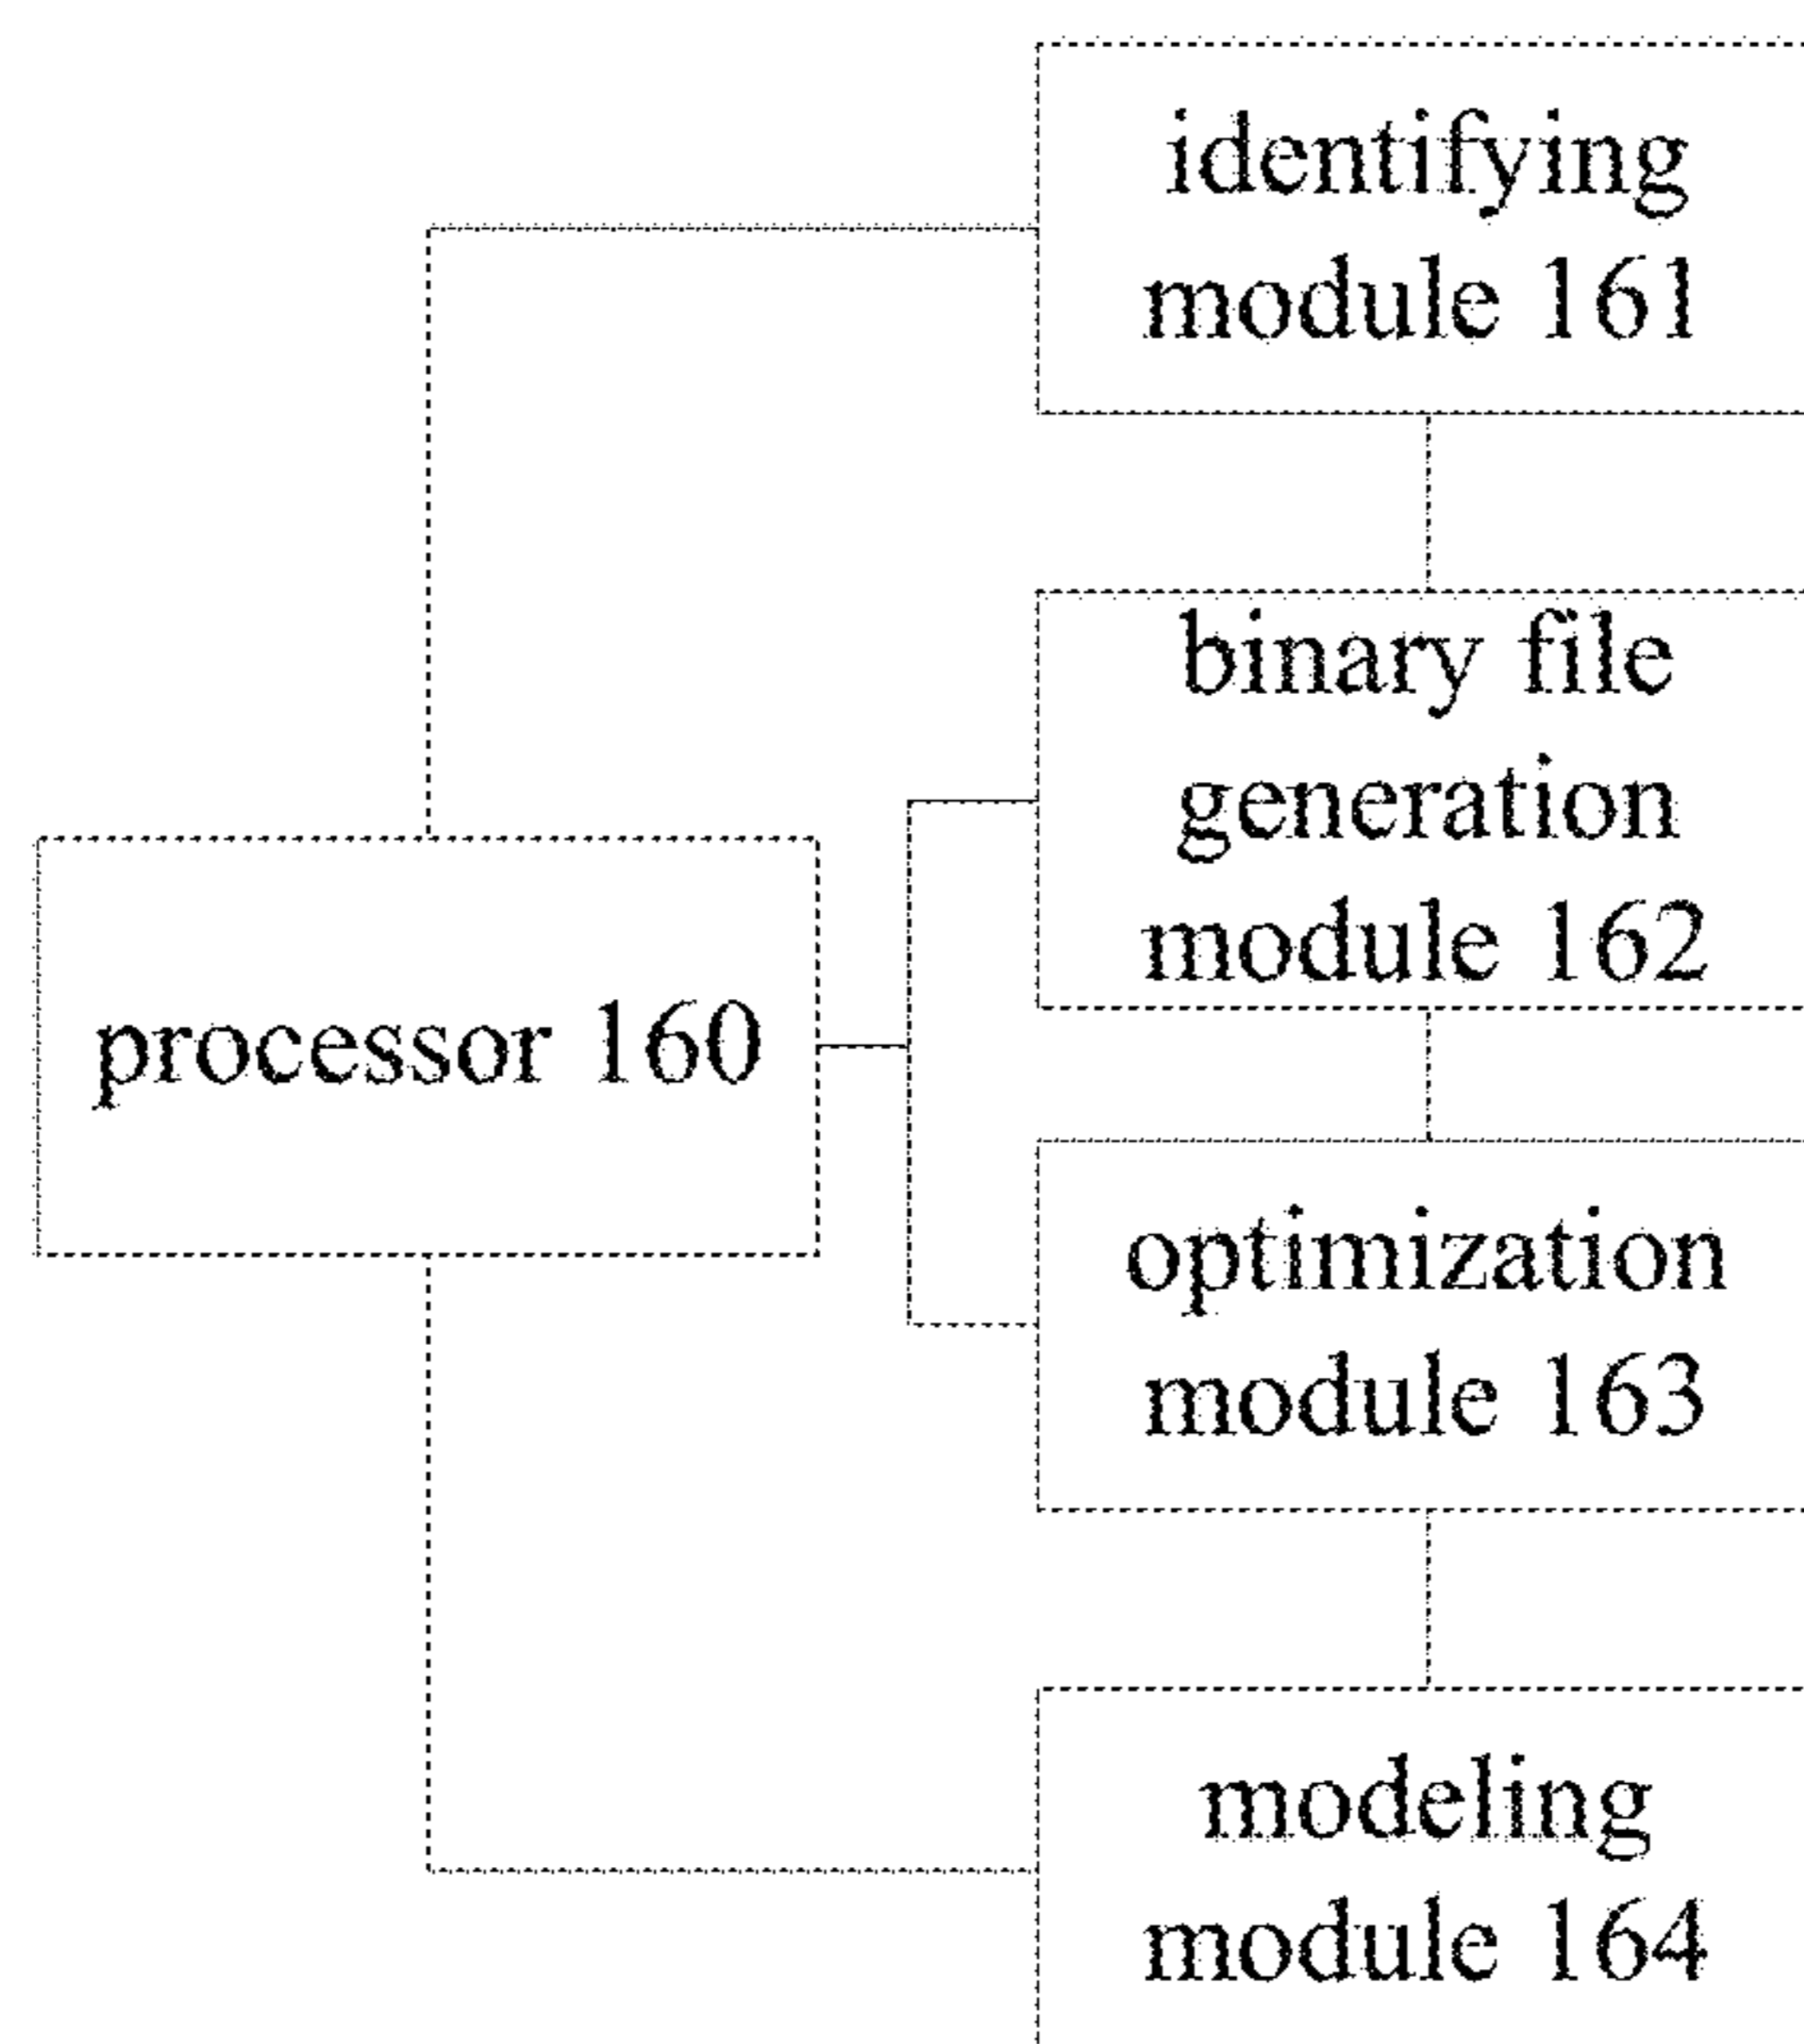 identifying
module 161
binary file
generation
module 162
processor 160
optimization
module 163
modeling
module 164